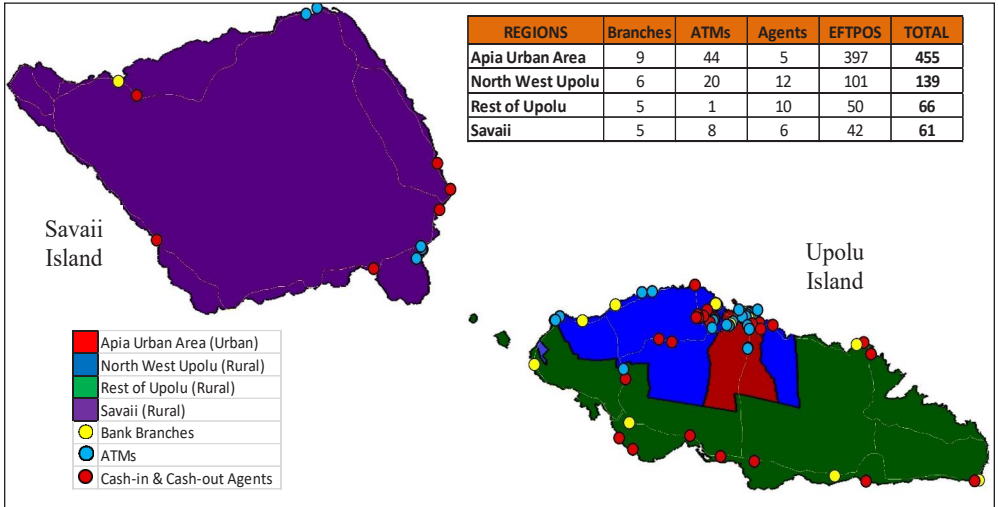 REGIONS Branches ATMs Agents EFTPOS TOTAL
Apia Urban Area 9 44 5 397 455
North West Upolu 6 20 12 101 139
Rest of Upolu 5 1 10 50 66
Savaii 5 8 6 42 61
Savaii
Island
Upolu
Island
Apia Urban Area (Urban)
North West Upolu (Rural)
Rest of Upolu (Rural)
Savaii (Rural)
Bank Branches
ATMs
Cash-in & Cash-out Agents